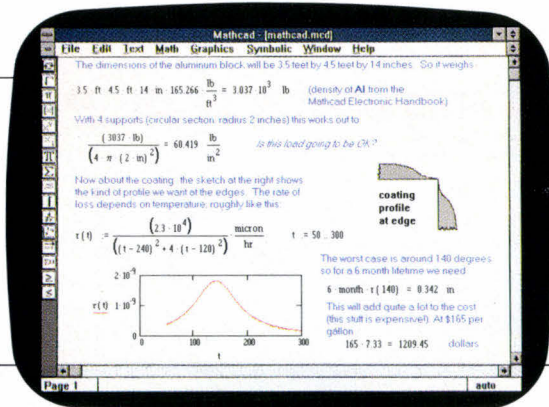 Mathcad - [mathcad.mcd]
File Edit Text Math Graphics Symbolic Window Help
The dimensions of the aluminum block will be 3.5 feet by 4.5 feet by 14 inches. So it weighs
3.5 · ft · 4.5 · ft · 14 · in · 165.266 · lb/ft³ = 3.037·10³ · lb
(density of Al from the
Mathcad Electronic Handbook)
With 4 supports (circular section, radius 2 inches) this works out to:
(3037 · lb)/(4 · π · (2 · in)²) = 60.419 · lb/in²
Is this load going to be OK?
Now about the coating: the sketch at the right shows
the kind of profile we want at the edges. The rate of
loss depends on temperature, roughly like this:
coating
profile
at edge
r(t) := (2.3 · 10⁴)/((t - 240)² + 4 · (t - 120)²) · micron/hr
t = 50 .. 300
The worst case is around 140 degrees
so for a 6 month lifetime we need
6 · month · r(140) = 0.342 · in
This will add quite a lot to the cost
(this stuff is expensive!). At $165 per
gallon
165 · 7.33 = 1209.45 dollars
2·10⁻⁹
r(t) 1·10⁻⁹
0
0 100 200 300
t
Page 1
auto